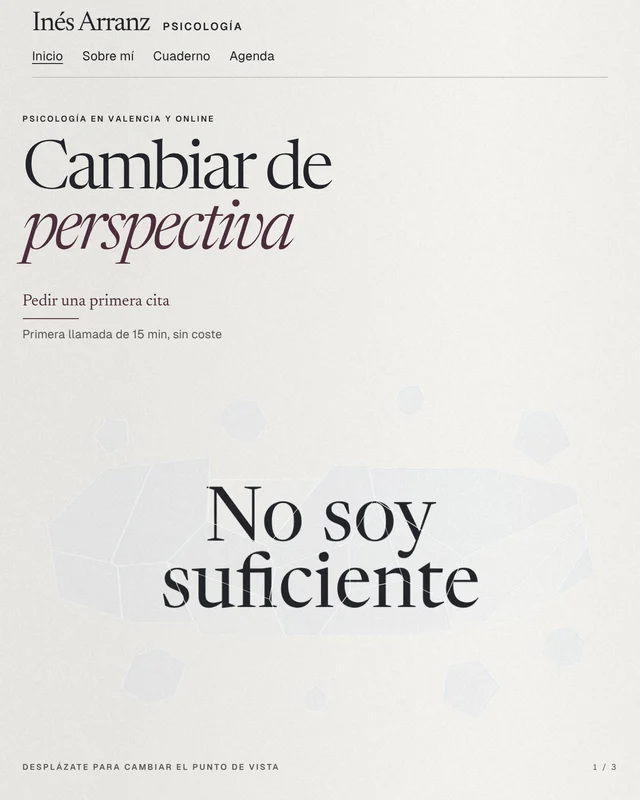 Inés Arranz PSICOLOGÍA
Inicio Sobre mí Cuaderno Agenda
PSICOLOGÍA EN VALENCIA Y ONLINE
Cambiar de
perspectiva
Pedir una primera cita
Primera llamada de 15 min, sin coste
No soy
suficiente
DESPLÁZATE PARA CAMBIAR EL PUNTO DE VISTA 1 / 3